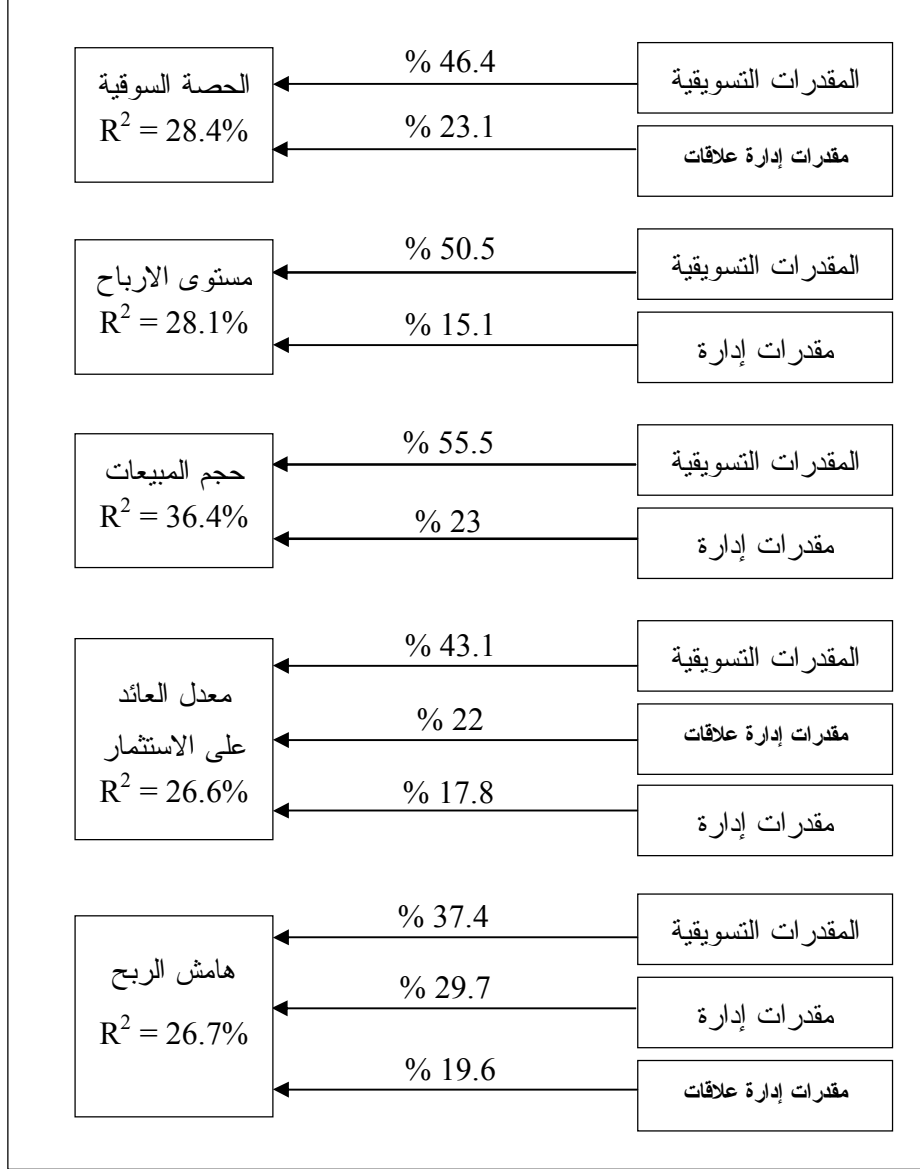 المقدرات التسويقية
% 46.4
الحصة السوقية
R² = 28.4%
% 23.1
مقدرات إدارة علاقات
المقدرات التسويقية
% 50.5
مستوى الارباح
R² = 28.1%
% 15.1
مقدرات إدارة
المقدرات التسويقية
% 55.5
حجم المبيعات
R² = 36.4%
% 23
مقدرات إدارة
المقدرات التسويقية
% 43.1
معدل العائد
على الاستثمار
R² = 26.6%
% 22
مقدرات إدارة علاقات
% 17.8
مقدرات إدارة
المقدرات التسويقية
% 37.4
هامش الربح
R² = 26.7%
% 29.7
مقدرات إدارة
% 19.6
مقدرات إدارة علاقات